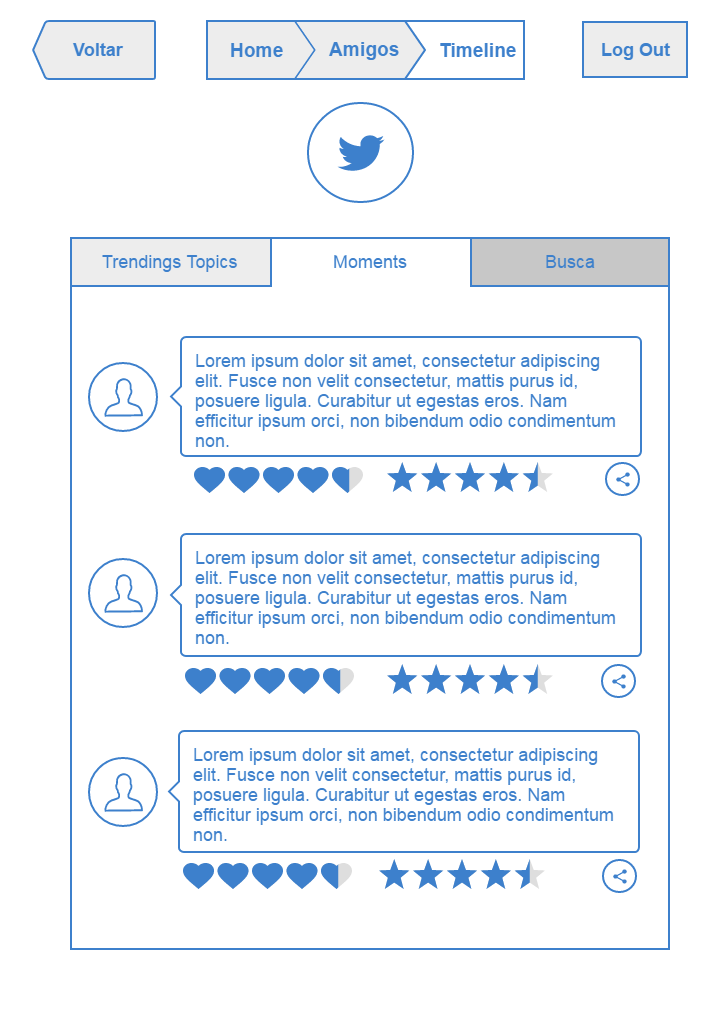 Voltar
Home
Amigos
Timeline
Log Out
Trendings Topics
Moments
Busca
Lorem ipsum dolor sit amet, consectetur adipiscing
elit. Fusce non velit consectetur, mattis purus id,
posuere ligula. Curabitur ut egestas eros. Nam
efficitur ipsum orci, non bibendum odio condimentum
non.
Lorem ipsum dolor sit amet, consectetur adipiscing
elit. Fusce non velit consectetur, mattis purus id,
posuere ligula. Curabitur ut egestas eros. Nam
efficitur ipsum orci, non bibendum odio condimentum
non.
Lorem ipsum dolor sit amet, consectetur adipiscing
elit. Fusce non velit consectetur, mattis purus id,
posuere ligula. Curabitur ut egestas eros. Nam
efficitur ipsum orci, non bibendum odio condimentum
non.